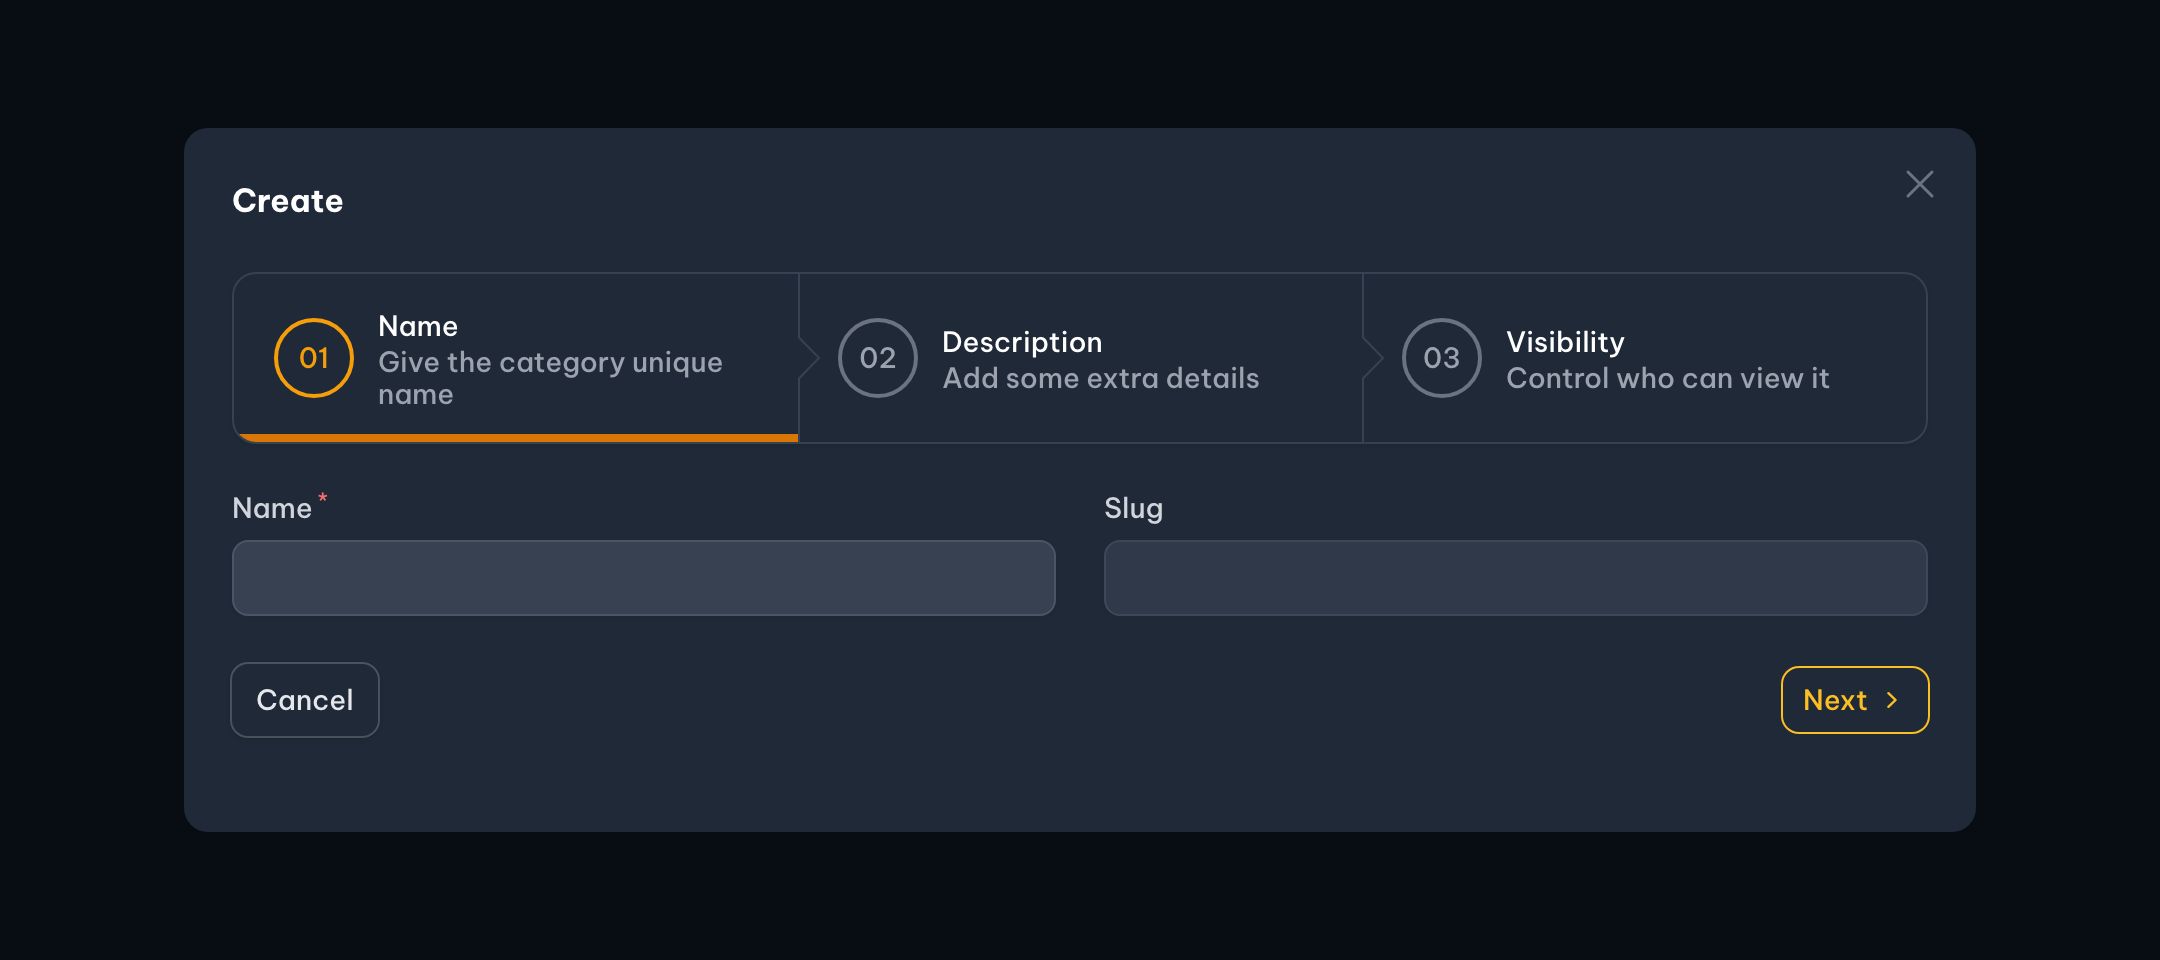 Create
01
Name
Give the category unique
name
02
Description
Add some extra details
03
Visibility
Control who can view it
Name *
Slug
Cancel
Next